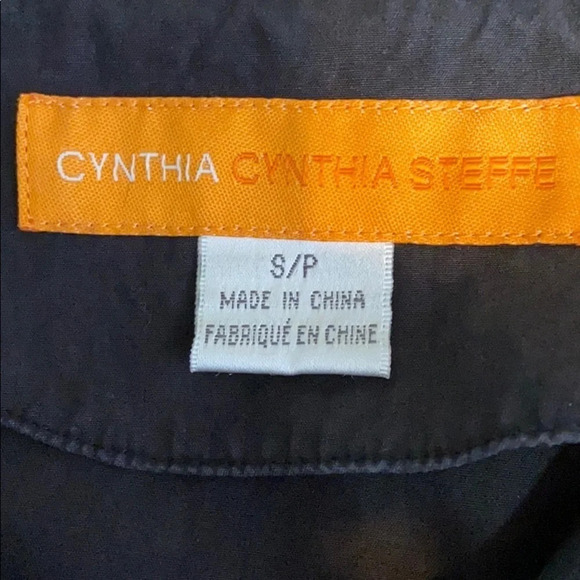 CYNTHIA CYNTHIA STEFFE
S/P
MADE IN CHINA
FABRIQUÉ EN CHINE